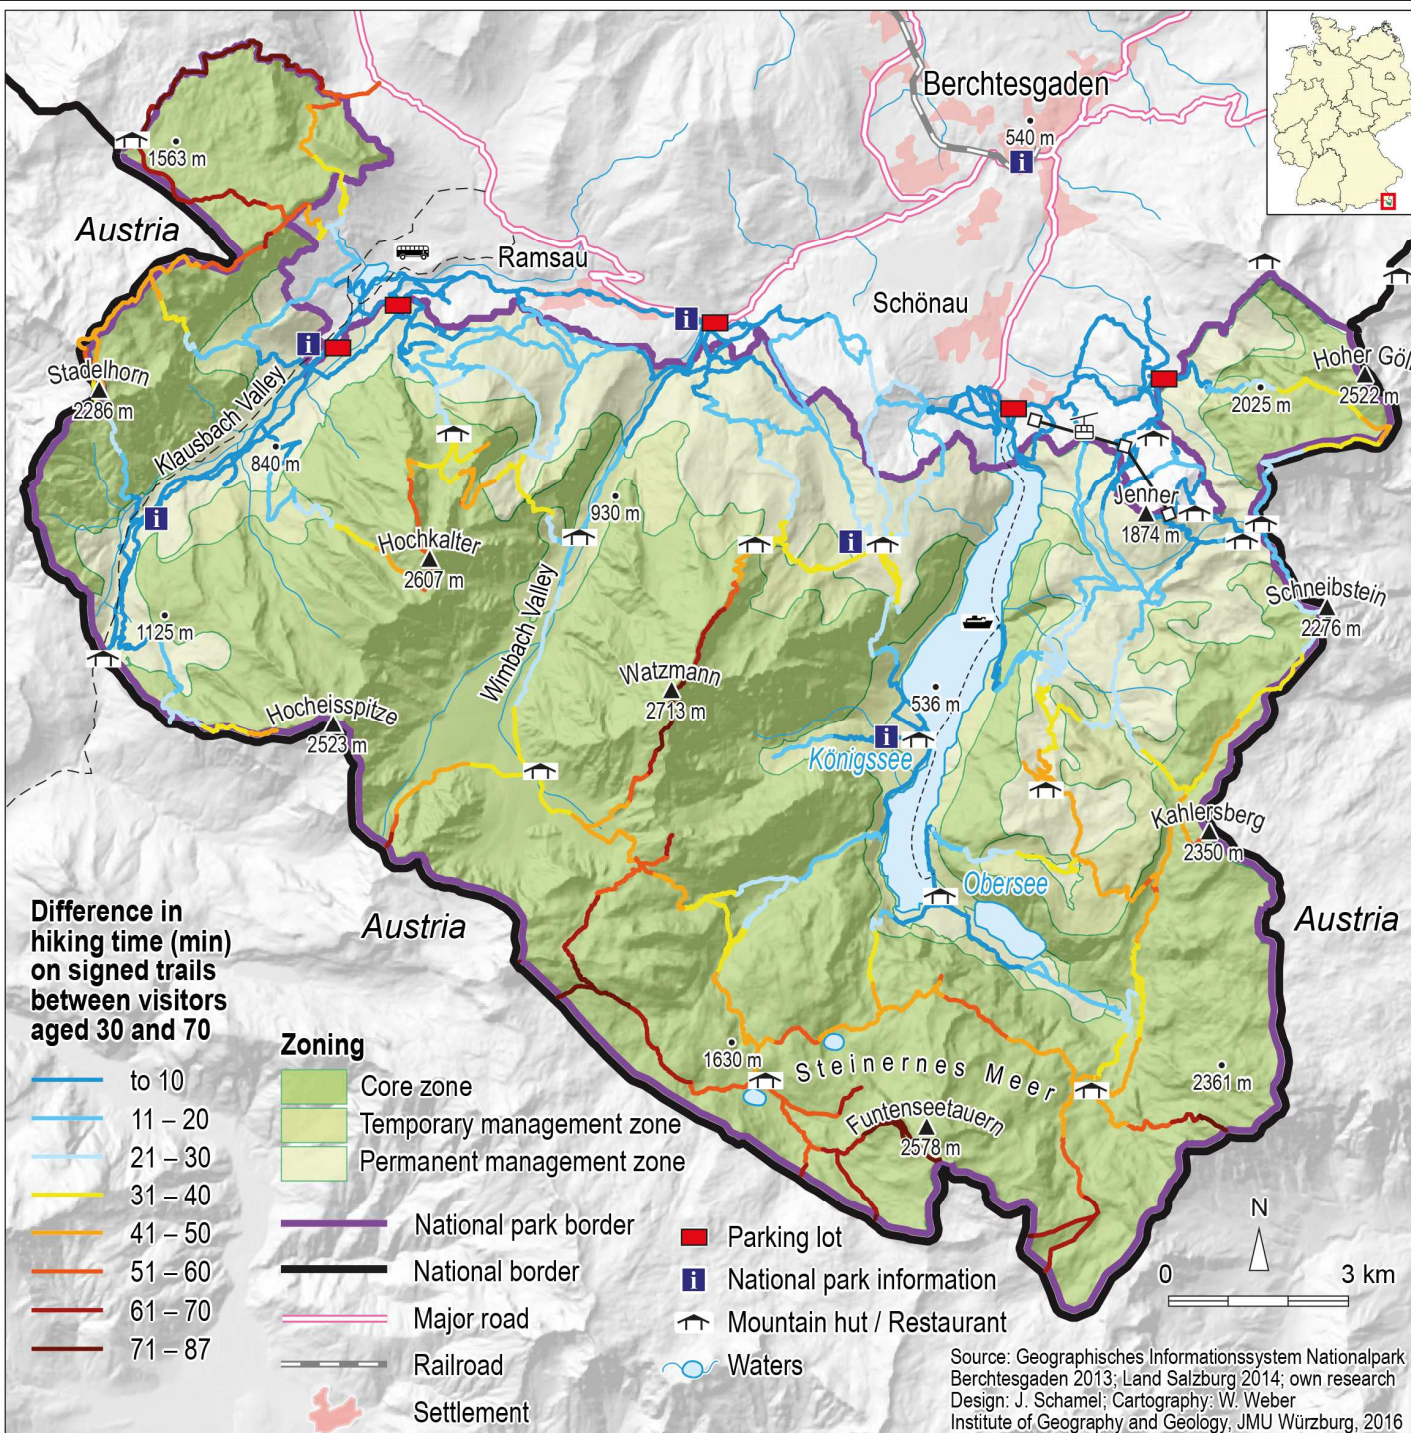 Berchtesgaden
540 m
i
1563 m
Austria
Ramsau
Schönau
i
i
Stadelhorn
2286 m
Klausbach Valley
840 m
Hoher Göll
2522 m
2025 m
Jenner
1874 m
i
930 m
Hochkalter
2607 m
i
Wimbach Valley
Schneibstein
2276 m
1125 m
Watzmann
2713 m
536 m
Hocheisspitze
2523 m
i
Königssee
Kahlersberg
2350 m
Obersee
Austria
Austria
1630 m
Steinernes Meer
2361 m
Funtenseetauern
2578 m
Difference in
hiking time (min)
on signed trails
between visitors
aged 30 and 70
to 10
11 – 20
21 – 30
31 – 40
41 – 50
51 – 60
61 – 70
71 – 87
Zoning
Core zone
Temporary management zone
Permanent management zone
National park border
National border
Major road
Railroad
Settlement
Parking lot
i National park information
Mountain hut / Restaurant
Waters
N
0 3 km
Source: Geographisches Informationssystem Nationalpark
Berchtesgaden 2013; Land Salzburg 2014; own research
Design: J. Schamel; Cartography: W. Weber
Institute of Geography and Geology, JMU Würzburg, 2016